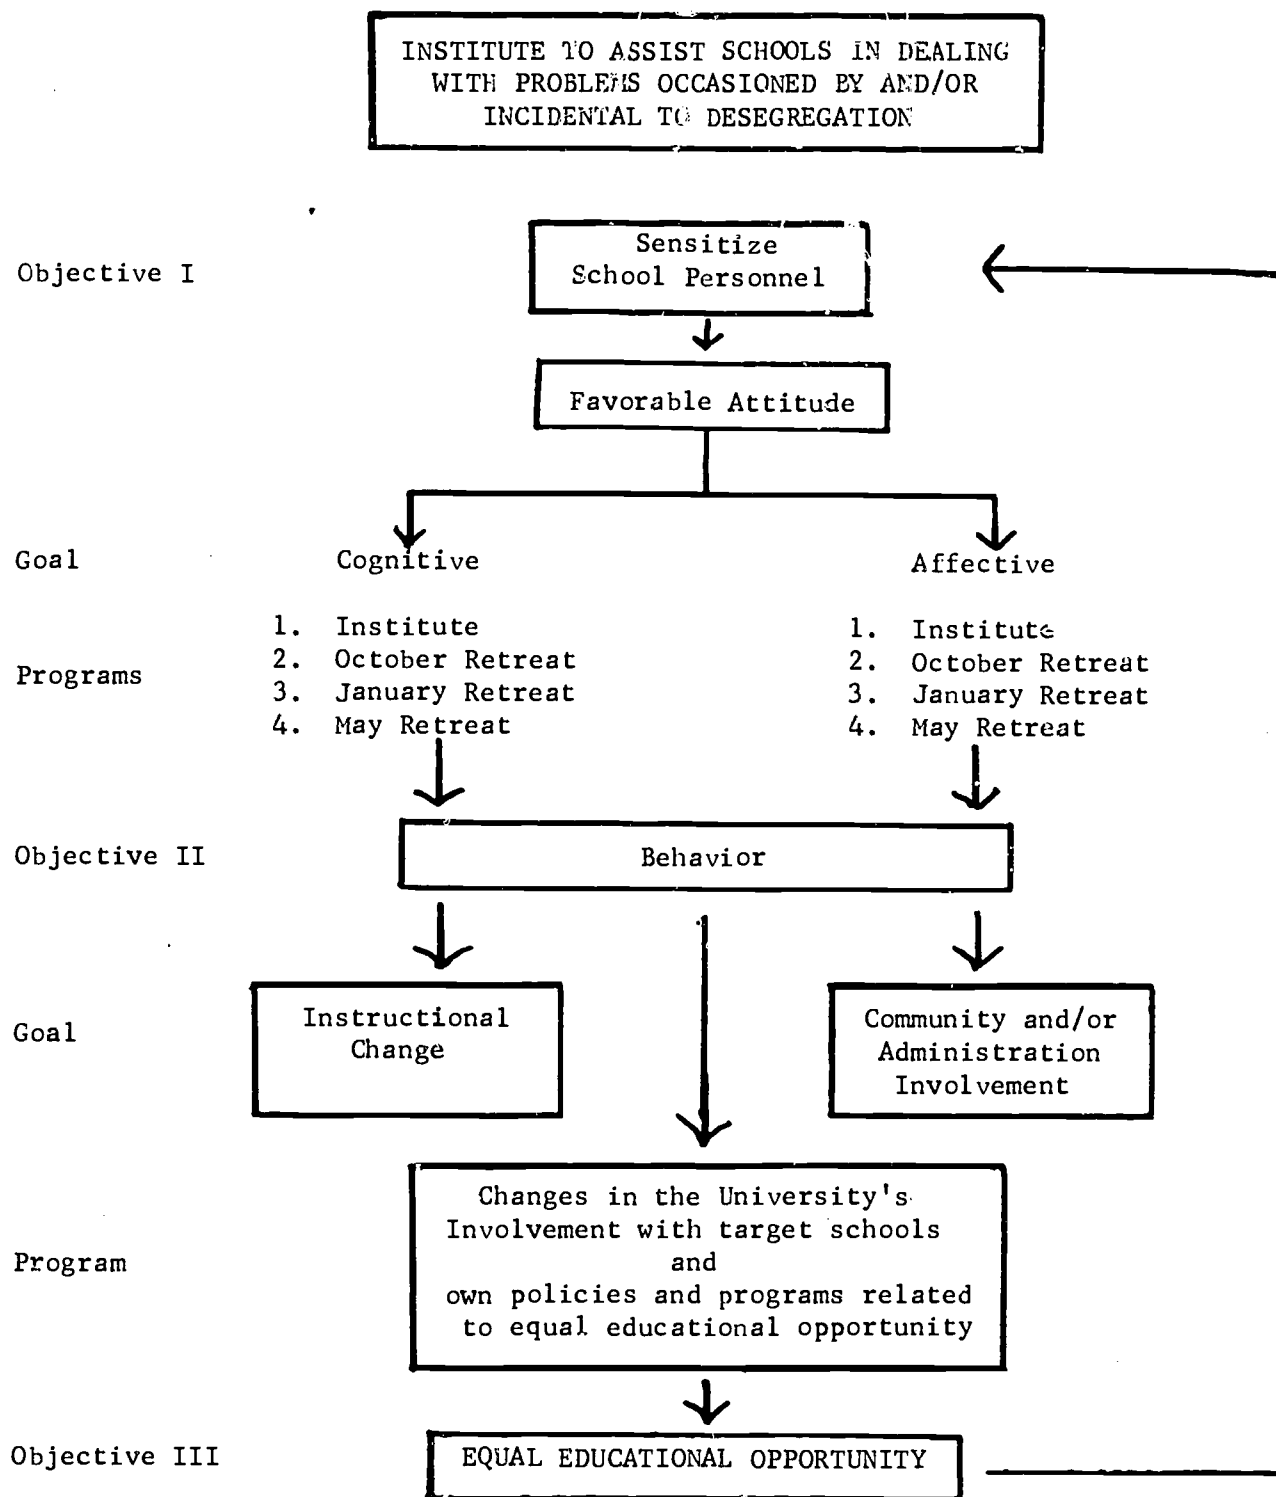 INSTITUTE TO ASSIST SCHOOLS IN DEALING
WITH PROBLEMS OCCASIONED BY AND/OR
INCIDENTAL TO DESEGREGATION
Objective I
Sensitize
School Personnel
Favorable Attitude
Goal
Cognitive
Affective
Programs
1. Institute
2. October Retreat
3. January Retreat
4. May Retreat
1. Institute
2. October Retreat
3. January Retreat
4. May Retreat
Objective II
Behavior
Goal
Instructional
Change
Community and/or
Administration
Involvement
Program
Changes in the University's
Involvement with target schools
and
own policies and programs related
to equal educational opportunity
Objective III
EQUAL EDUCATIONAL OPPORTUNITY